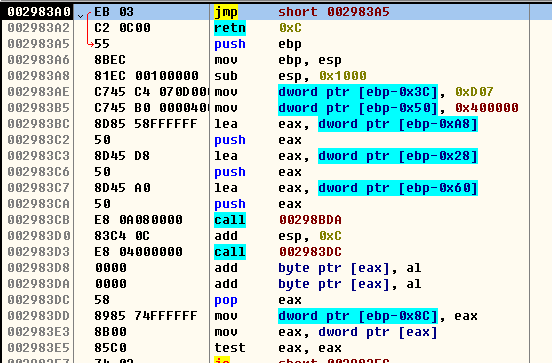 002983A0 EB 03 jmp short 002983A5
002983A2 C2 0C00 retn 0xC
002983A5 55 push ebp
002983A6 8BEC mov ebp, esp
002983A8 81EC 00100000 sub esp, 0x1000
002983AE C745 C4 070D00 mov dword ptr [ebp-0x3C], 0xD07
002983B5 C745 B0 000040 mov dword ptr [ebp-0x50], 0x400000
002983BC 8D85 58FFFFFF lea eax, dword ptr [ebp-0xA8]
002983C2 50 push eax
002983C3 8D45 D8 lea eax, dword ptr [ebp-0x28]
002983C6 50 push eax
002983C7 8D45 A0 lea eax, dword ptr [ebp-0x60]
002983CA 50 push eax
002983CB E8 0A080000 call 00298BDA
002983D0 83C4 0C add esp, 0xC
002983D3 E8 04000000 call 002983DC
002983D8 0000 add byte ptr [eax], al
002983DA 0000 add byte ptr [eax], al
002983DC 58 pop eax
002983DD 8985 74FFFFFF mov dword ptr [ebp-0x8C], eax
002983E3 8B00 mov eax, dword ptr [eax]
002983E5 85C0 test eax, eax